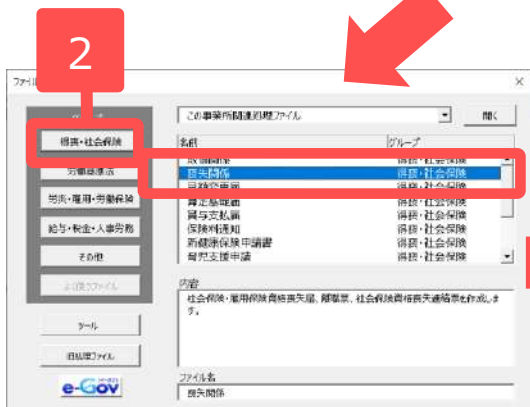 2
ファイル
この事業所関連処理ファイル
開く
得喪・社会保険
労働基準法
労災・雇用・労働保険
給与・税金・人事労務
その他
ツール
旧処理ファイル
e-Gov
名前
グループ
取得関係
得喪・社会保険
喪失関係
得喪・社会保険
月額変更届
得喪・社会保険
算定基礎届
得喪・社会保険
賞与支払届
得喪・社会保険
保険料通知
得喪・社会保険
新健康保険申請書
得喪・社会保険
育児支援申請
得喪・社会保険
内容
社会保険・雇用保険資格喪失届、離職票、社会保険資格喪失連絡票を作成しま
す。
ファイル名
喪失関係